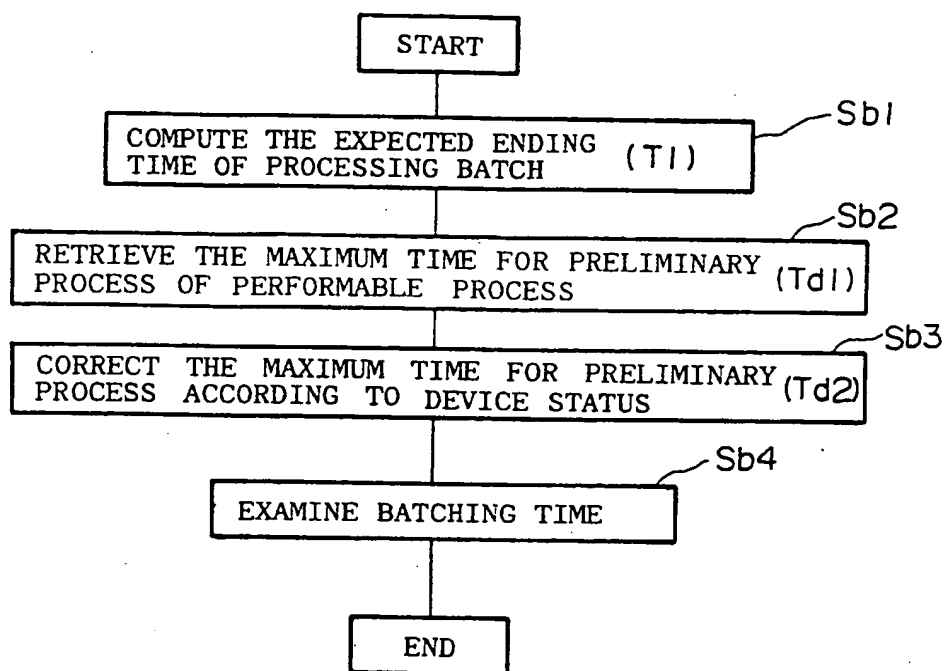 START
Sb1
COMPUTE THE EXPECTED ENDING
TIME OF PROCESSING BATCH (T1)
Sb2
RETRIEVE THE MAXIMUM TIME FOR PRELIMINARY
PROCESS OF PERFORMABLE PROCESS (Td1)
Sb3
CORRECT THE MAXIMUM TIME FOR PRELIMINARY
PROCESS ACCORDING TO DEVICE STATUS (Td2)
Sb4
EXAMINE BATCHING TIME
END